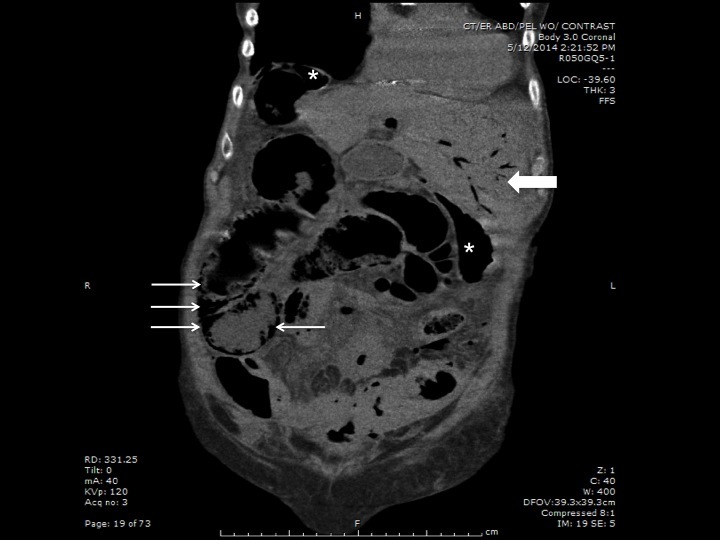 H
CT/ER ABD/PEL WO/ CONTRAST
Body 3.0 Coronal
5/12/2014 2:21:52 PM
R050GQ5-1
---
LOC: -39.60
THK: 3
FFS
*
*
R
L
RD: 331.25
Tilt: 0
mA: 40
KVp: 120
Acq no: 3
Page: 19 of 73
F
cm
Z: 1
C: 40
W: 400
DFOV:39.3x39.3cm
Compressed 8:1
IM: 19 SE: 5